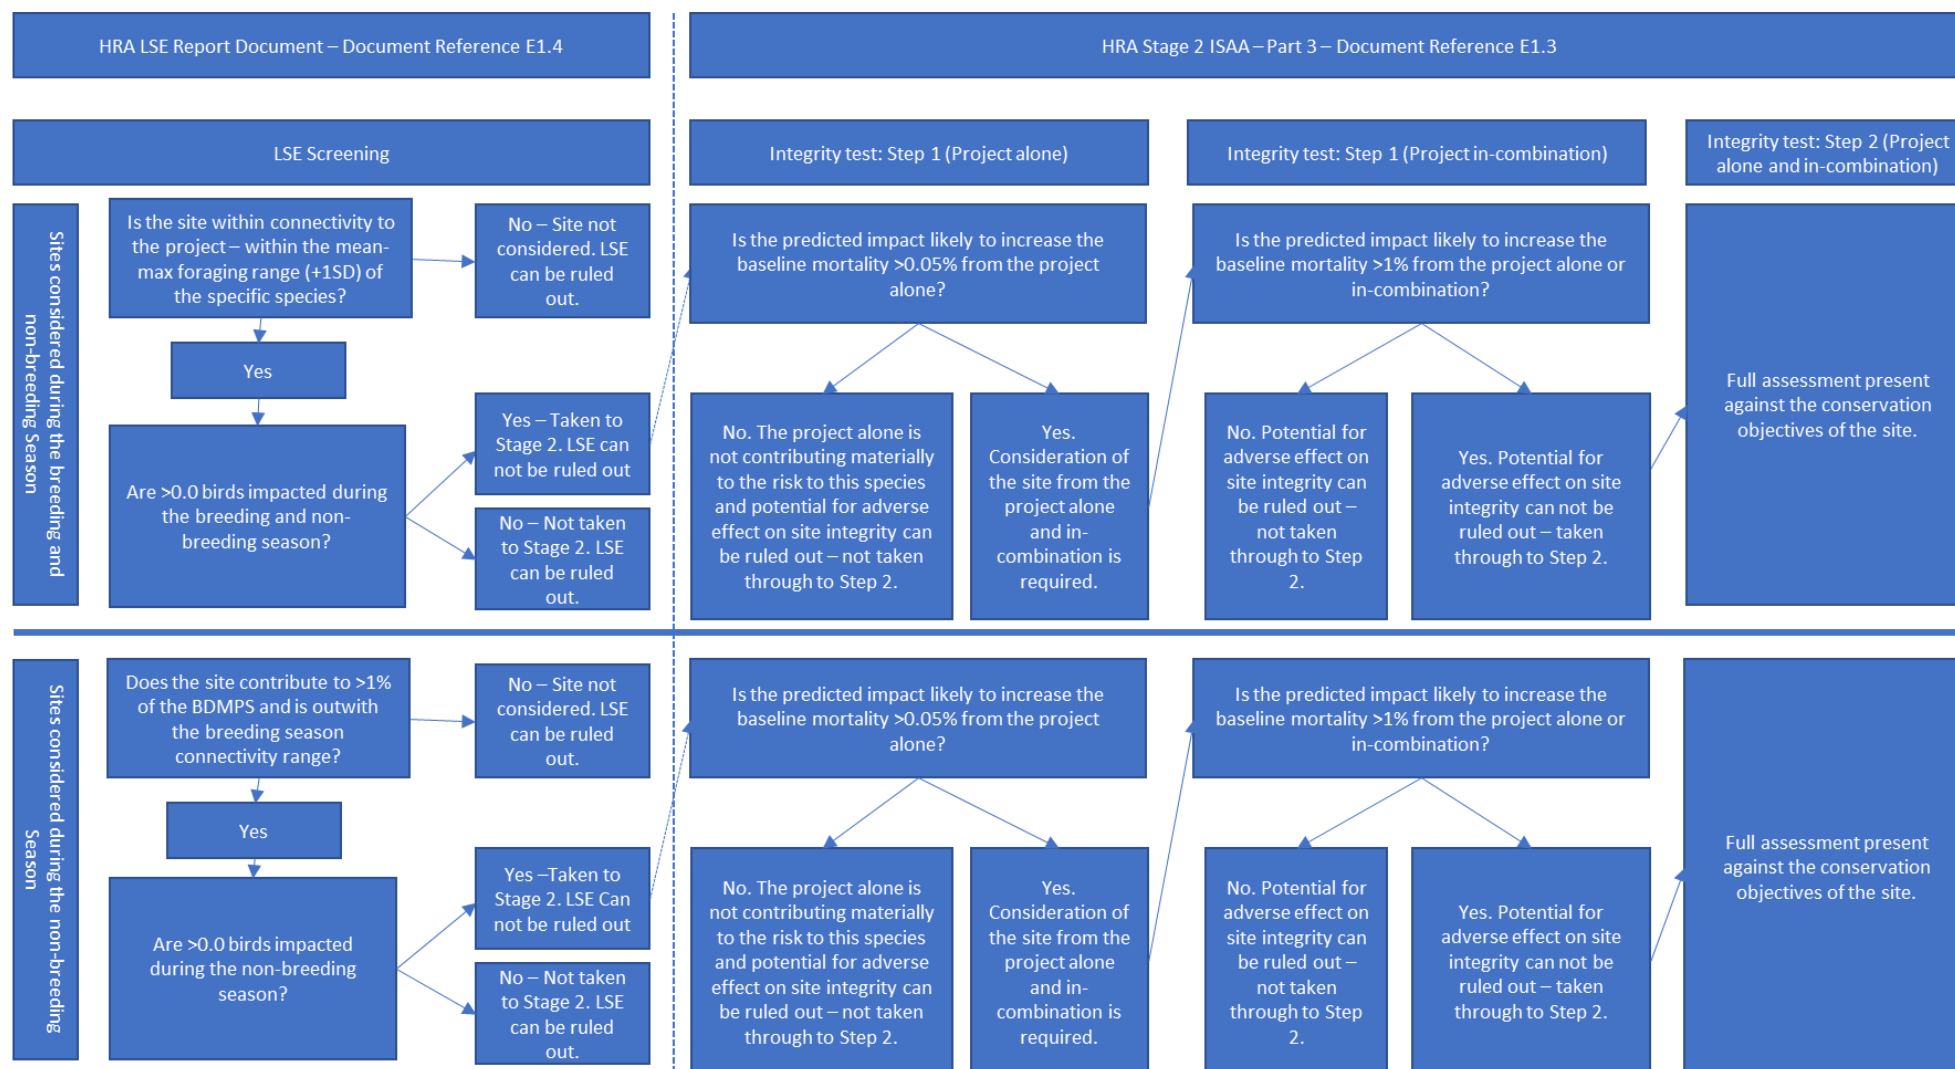 HRA LSE Report Document – Document Reference E1.4
HRA Stage 2 ISAA – Part 3 – Document Reference E1.3
LSE Screening
Integrity test: Step 1 (Project alone)
Integrity test: Step 1 (Project in-combination)
Integrity test: Step 2 (Project
alone and in-combination)
Sites considered during the breeding and
non-breeding Season
Is the site within connectivity to
the project – within the mean-
max foraging range (+1SD) of
the specific species?
No – Site not
considered. LSE
can be ruled
out.
Yes
Are >0.0 birds impacted during
the breeding and non-
breeding season?
Yes – Taken to
Stage 2. LSE can
not be ruled out
No – Not taken
to Stage 2. LSE
can be ruled
out.
Is the predicted impact likely to increase the
baseline mortality >0.05% from the project
alone?
No. The project alone is
not contributing materially
to the risk to this species
and potential for adverse
effect on site integrity can
be ruled out – not taken
through to Step 2.
Yes.
Consideration of
the site from the
project alone
and in-
combination is
required.
Is the predicted impact likely to increase the
baseline mortality >1% from the project alone or
in-combination?
No. Potential for
adverse effect on
site integrity can
be ruled out –
not taken
through to Step
2.
Yes. Potential for
adverse effect on site
integrity can not be
ruled out – taken
through to Step 2.
Full assessment present
against the conservation
objectives of the site.
Sites considered during the non-breeding
Season
Does the site contribute to >1%
of the BDMPS and is outwith
the breeding season
connectivity range?
No – Site not
considered. LSE
can be ruled
out.
Yes
Are >0.0 birds impacted
during the non-breeding
season?
Yes –Taken to
Stage 2. LSE Can
not be ruled out
No – Not taken
to Stage 2. LSE
can be ruled
out.
Is the predicted impact likely to increase the
baseline mortality >0.05% from the project
alone?
No. The project alone is
not contributing materially
to the risk to this species
and potential for adverse
effect on site integrity can
be ruled out – not taken
through to Step 2.
Yes.
Consideration of
the site from the
project alone
and in-
combination is
required.
Is the predicted impact likely to increase the
baseline mortality >1% from the project alone or
in-combination?
No. Potential for
adverse effect on
site integrity can
be ruled out –
not taken
through to Step
2.
Yes. Potential for
adverse effect on site
integrity can not be
ruled out – taken
through to Step 2.
Full assessment present
against the conservation
objectives of the site.